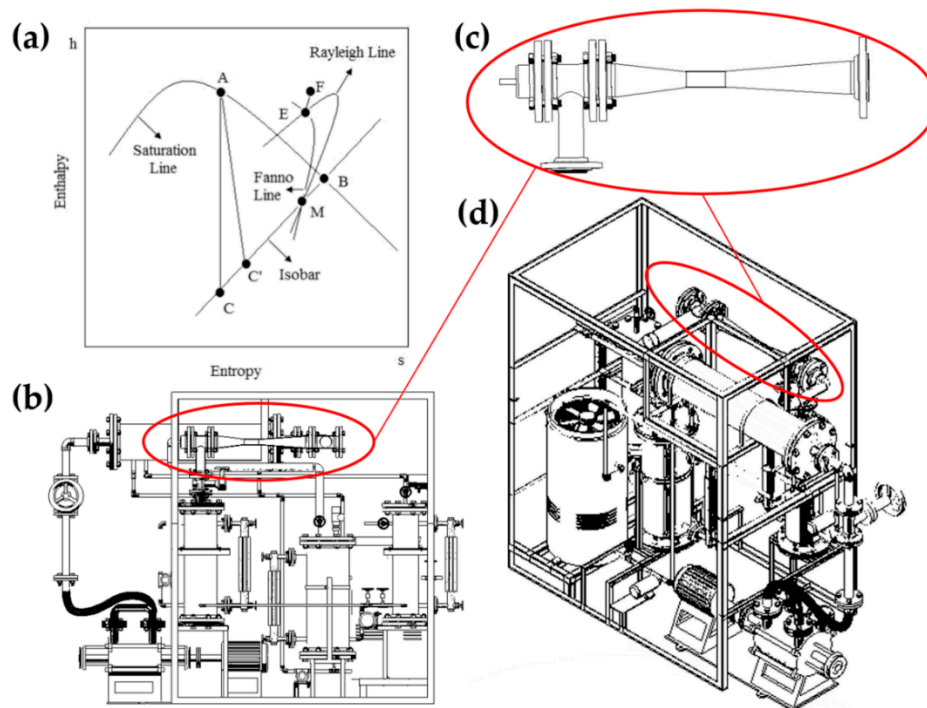 (a)
h
Rayleigh Line
A
F
E
Saturation
Line
Enthalpy
Fanno
Line
B
M
C'
Isobar
C
s
Entropy
(b)
(c)
(d)